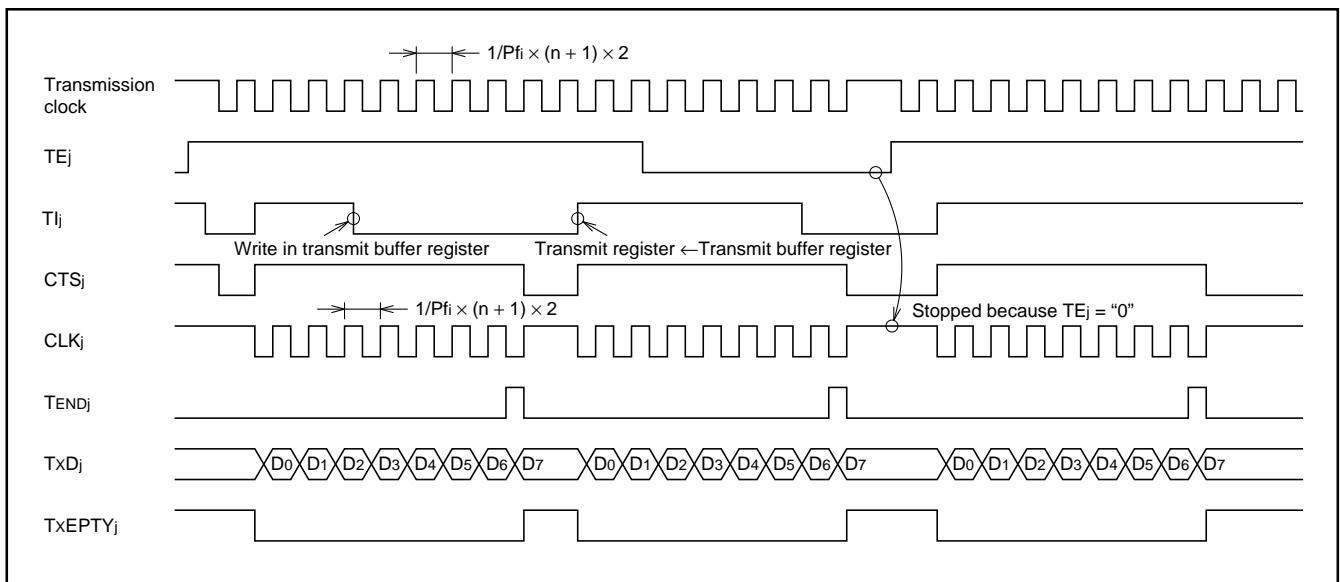 1/Pfi × (n + 1) × 2
Transmission
clock
TEj
TIj
Write in transmit buffer register
Transmit register ←Transmit buffer register
CTSj
1/Pfi × (n + 1) × 2
Stopped because TEj = “0”
CLKj
TENDj
TxDj
D0 D1 D2 D3 D4 D5 D6 D7 D0 D1 D2 D3 D4 D5 D6 D7 D0 D1 D2 D3 D4 D5 D6 D7
TxEPTYj